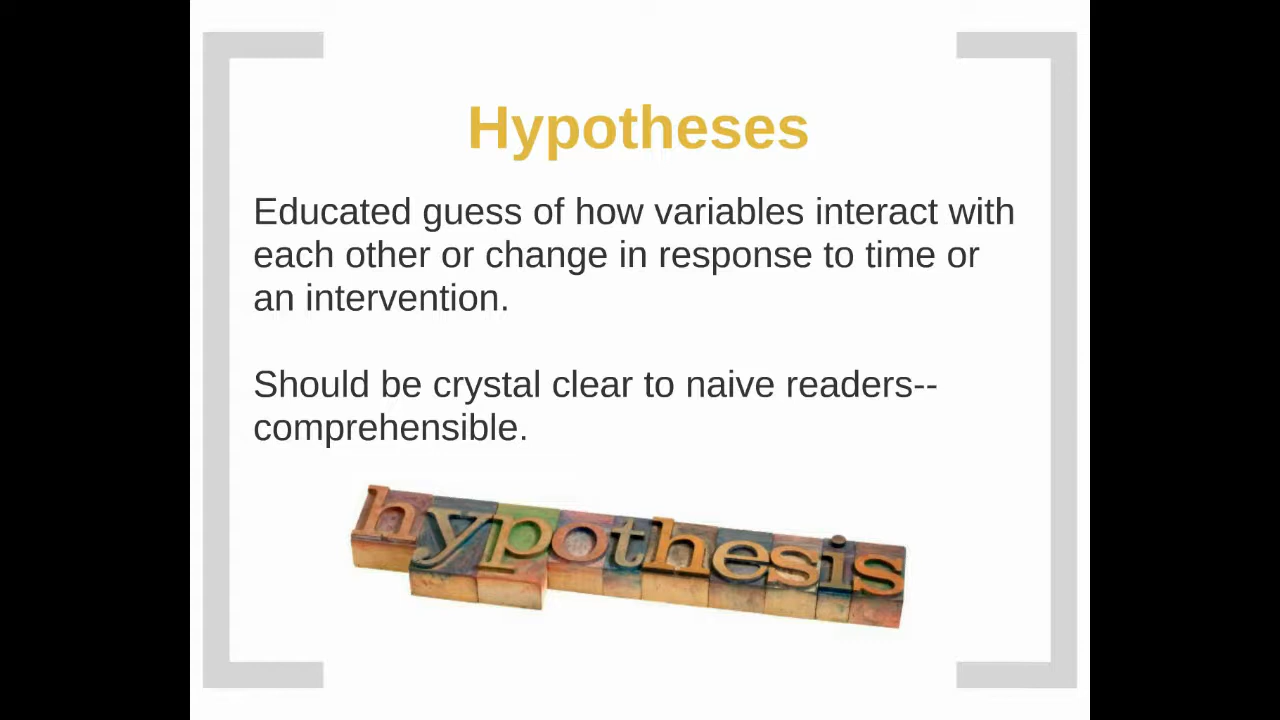 Hypotheses
Educated guess of how variables interact with
each other or change in response to time or
an intervention.
Should be crystal clear to naive readers--
comprehensible.
hypothesis